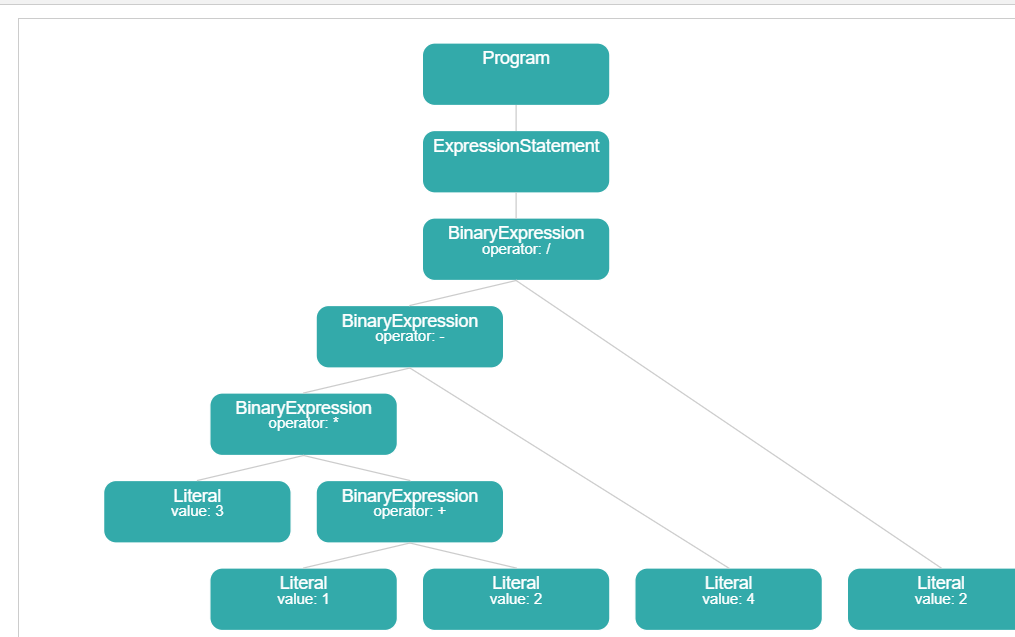 Program
ExpressionStatement
BinaryExpression
operator: /
BinaryExpression
operator: -
BinaryExpression
operator: *
Literal
value: 3
BinaryExpression
operator: +
Literal
value: 1
Literal
value: 2
Literal
value: 4
Literal
value: 2